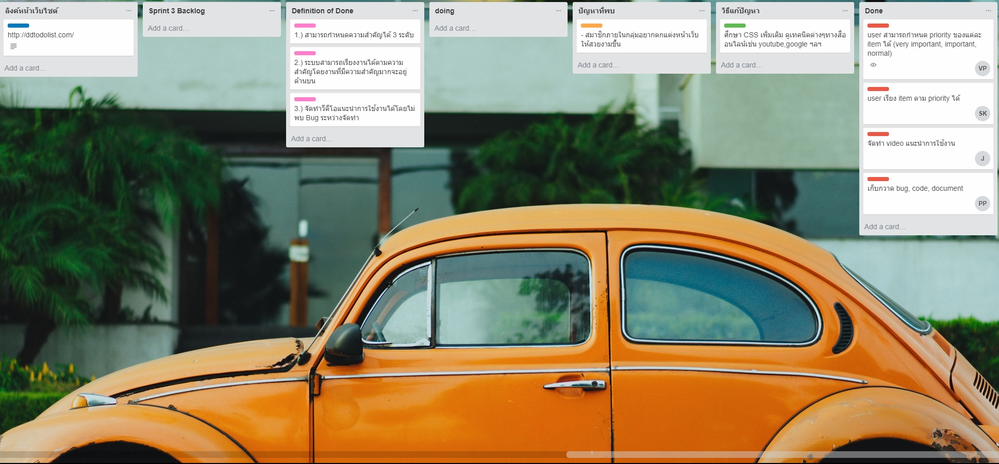 ลิงค์หน้าเว็บไซต์
http://ddtodolist.com/
Add a card...
Sprint 3 Backlog
Add a card...
Definition of Done
1.) สามารถกำหนดความสำคัญได้ 3 ระดับ
2.) ระบบสามารถเรียงงานได้ตามความ
สำคัญโดยงานที่มีความสำคัญมากจะอยู่
ด้านบน
3.) จัดทำวีดีโอแนะนำการใช้งานได้โดยไม่
พบ Bug ระหว่างจัดทำ
Add a card...
doing
Add a card...
ปัญหาที่พบ
- สมาชิกภายในกลุ่มอยากตกแต่งหน้าเว็บ
ให้สวยงามขึ้น
Add a card...
วิธีแก้ปัญหา
ศึกษา CSS เพิ่มเติม ดูเทคนิคต่างๆทางสื่อ
อนไลน์เช่น youtube,google ฯลฯ
Add a card...
Done
user สามารถกำหนด priority ของแต่ละ
item ได้ (very important, important,
normal)
VP
user เรียง item ตาม priority ได้
SK
จัดทำ video แนะนำการใช้งาน
J
เก็บกวาด bug, code, document
PP
Add a card...